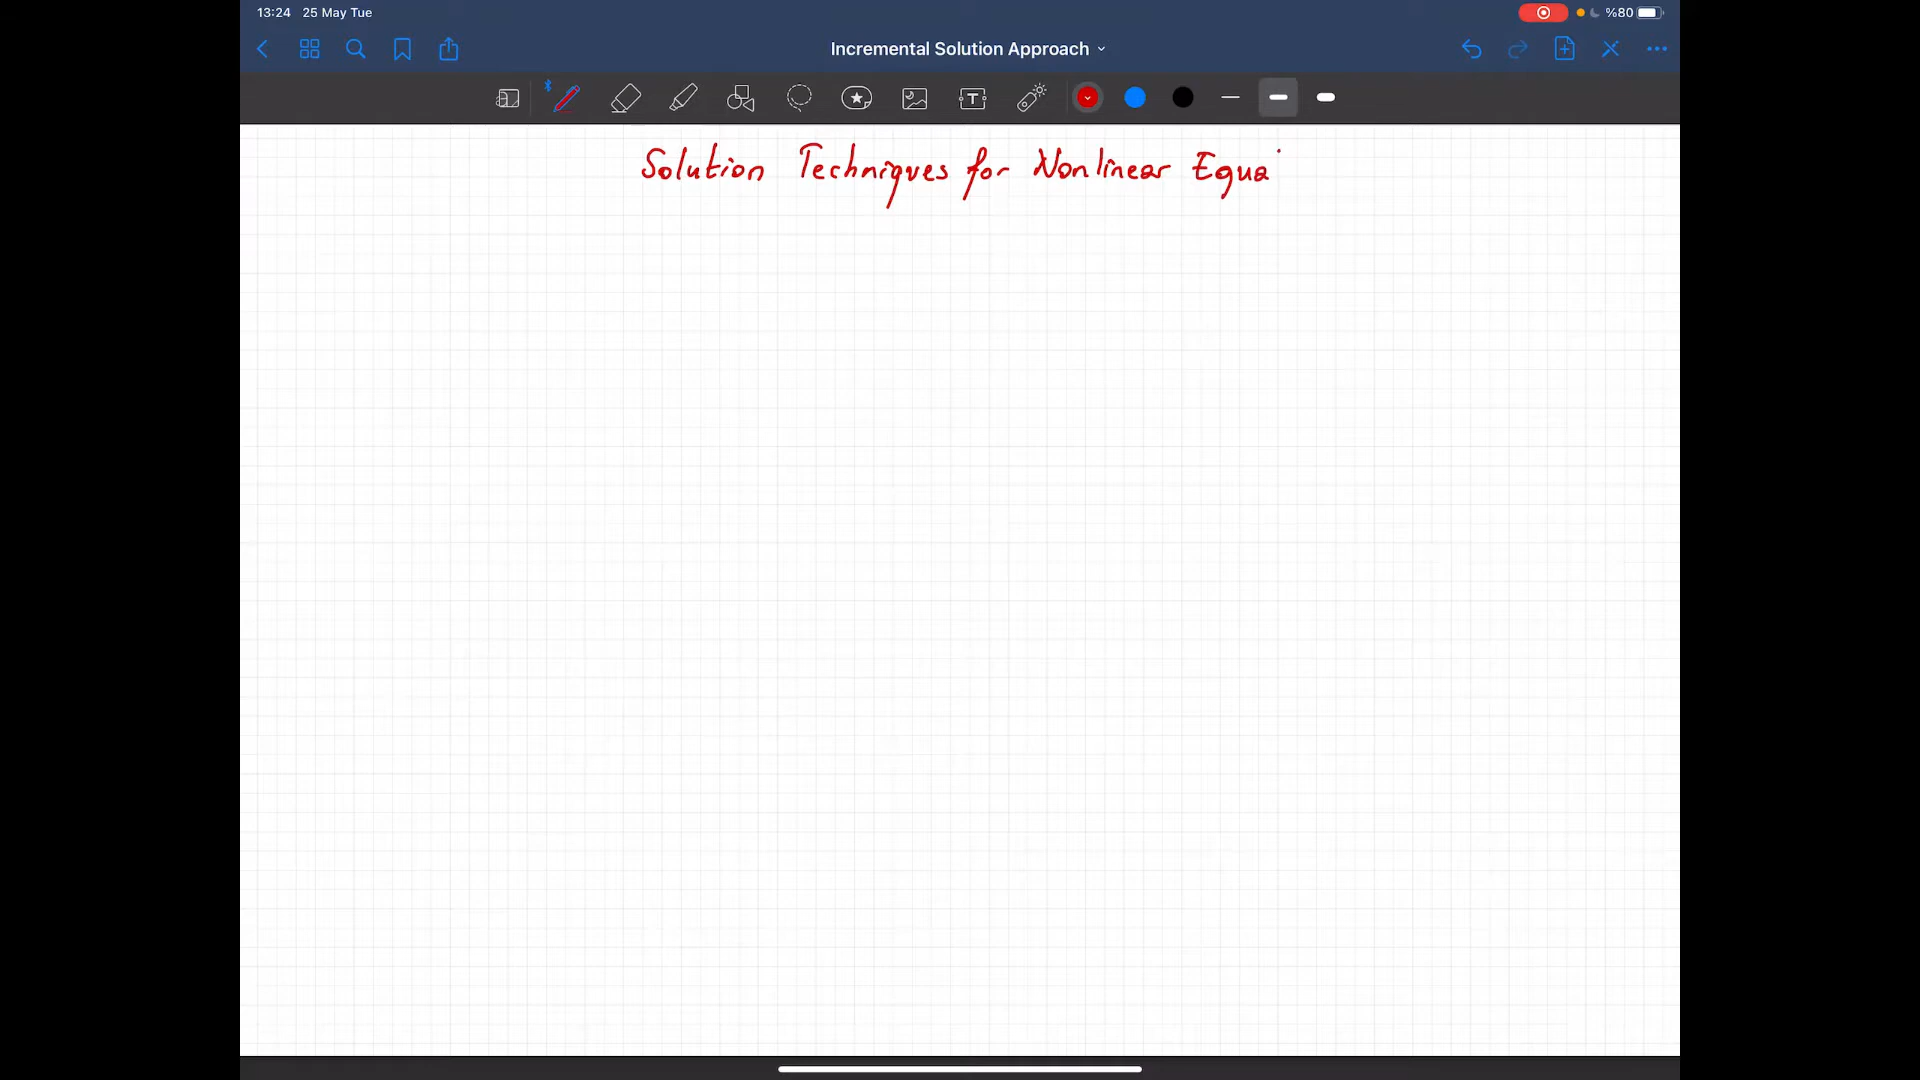 13:24 25 May Tue %80
Incremental Solution Approach
Solution Techniques for Nonlinear Equa